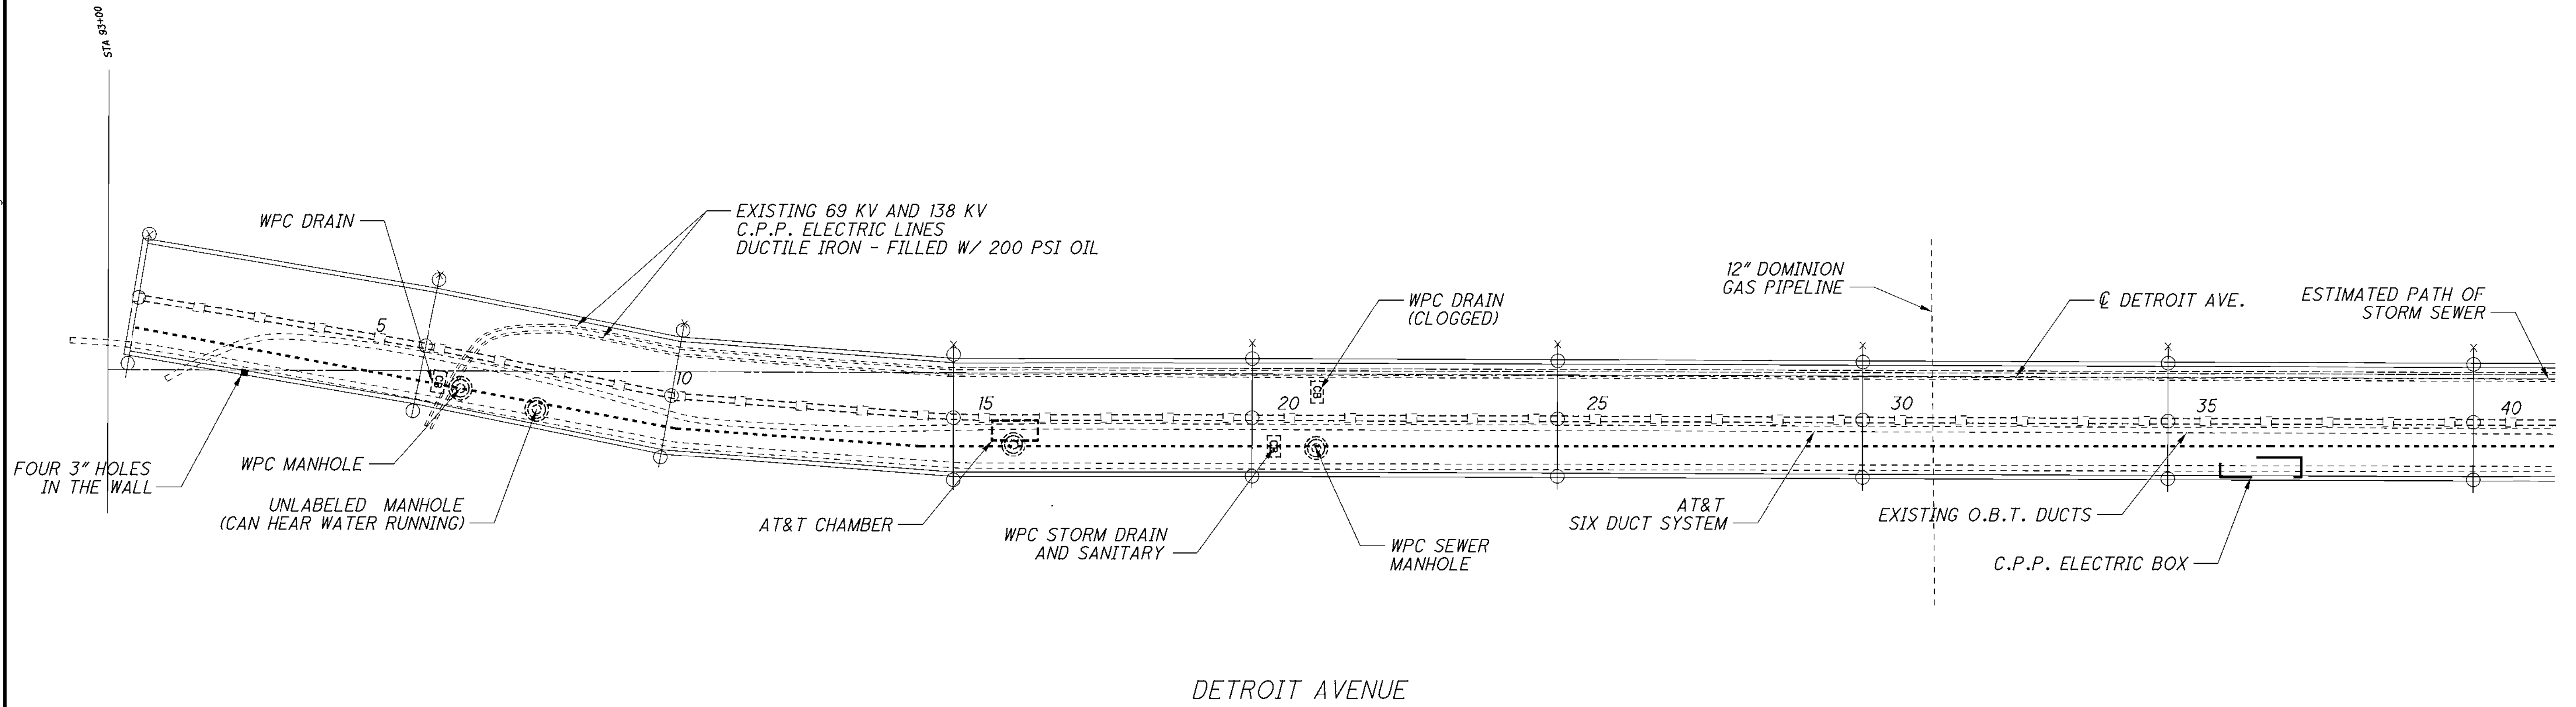 STA 93+00
WPC DRAIN
EXISTING 69 KV AND 138 KV
C.P.P. ELECTRIC LINES
DUCTILE IRON - FILLED W/ 200 PSI OIL
WPC DRAIN
(CLOGGED)
12" DOMINION
GAS PIPELINE
℄ DETROIT AVE.
ESTIMATED PATH OF
STORM SEWER
5
10
15
20
25
30
35
40
CB
CB
CB
FOUR 3" HOLES
IN THE WALL
WPC MANHOLE
UNLABELED MANHOLE
(CAN HEAR WATER RUNNING)
AT&T CHAMBER
WPC STORM DRAIN
AND SANITARY
WPC SEWER
MANHOLE
AT&T
SIX DUCT SYSTEM
EXISTING O.B.T. DUCTS
C.P.P. ELECTRIC BOX
DETROIT AVENUE